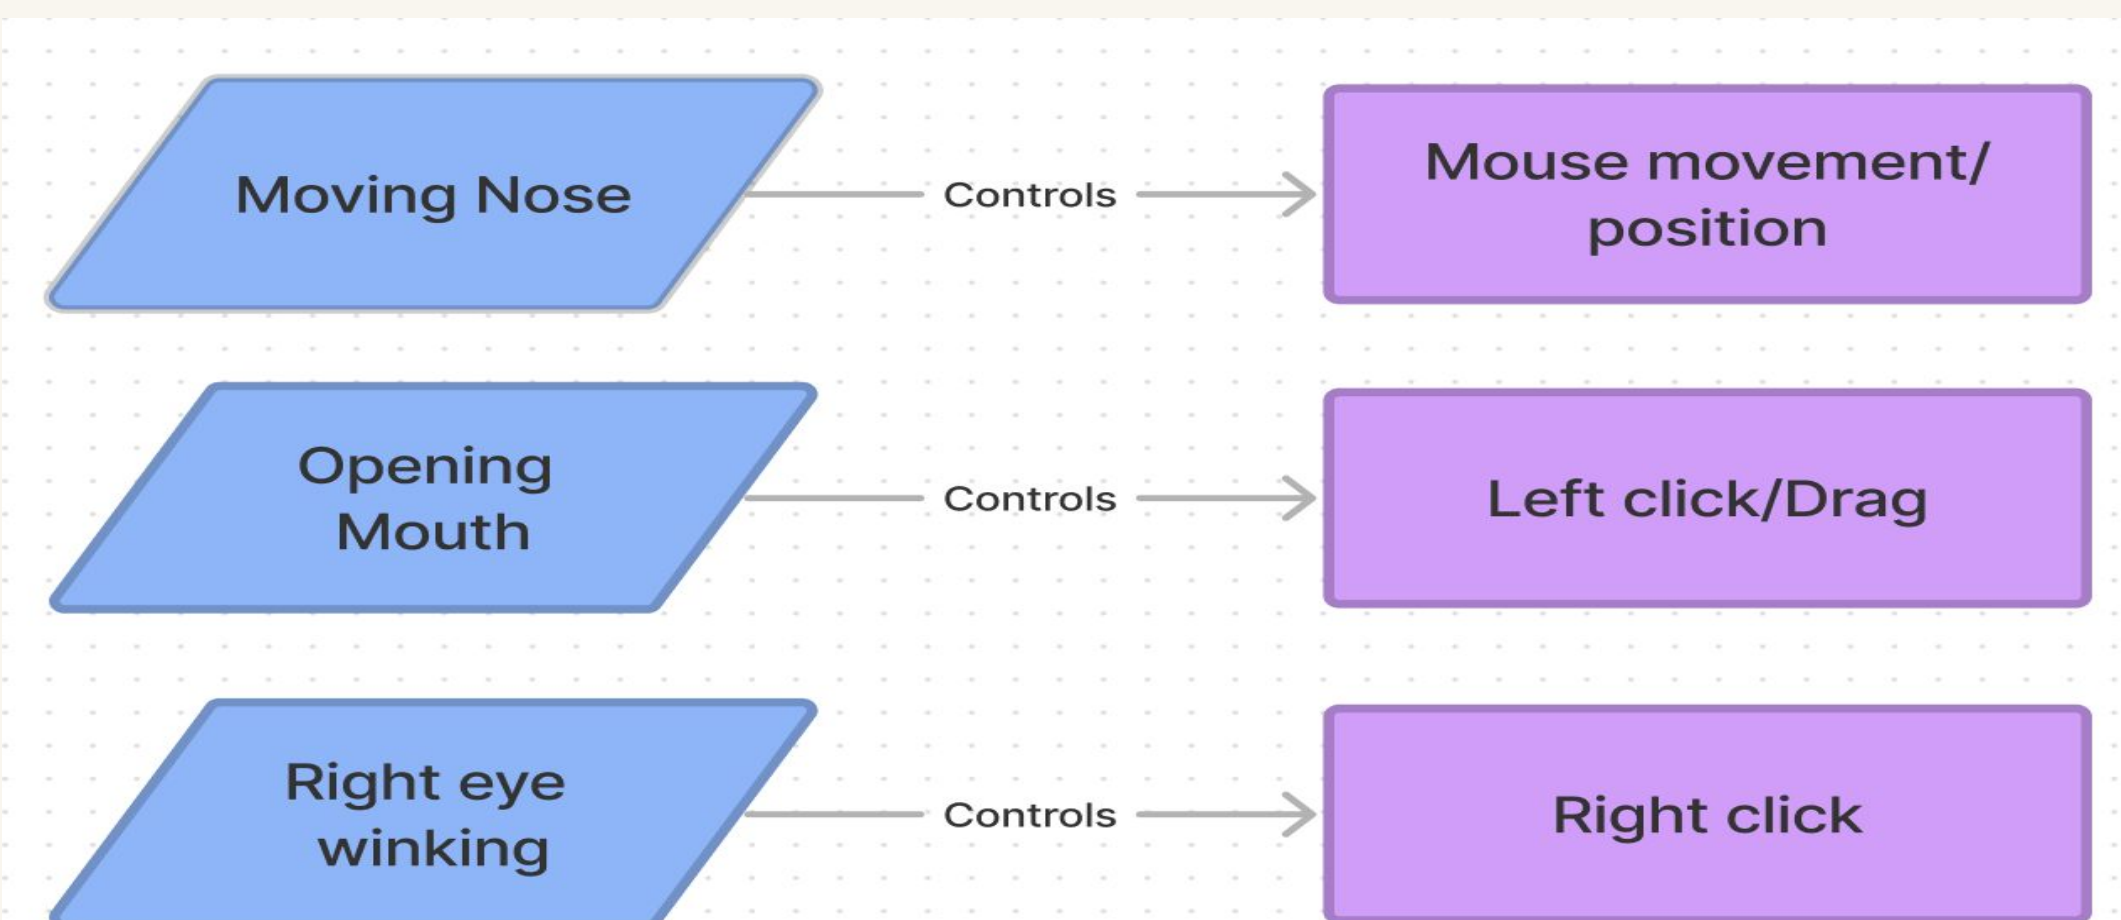 Moving Nose
Controls
Mouse movement/
position
Opening
Mouth
Controls
Left click/Drag
Right eye
winking
Controls
Right click